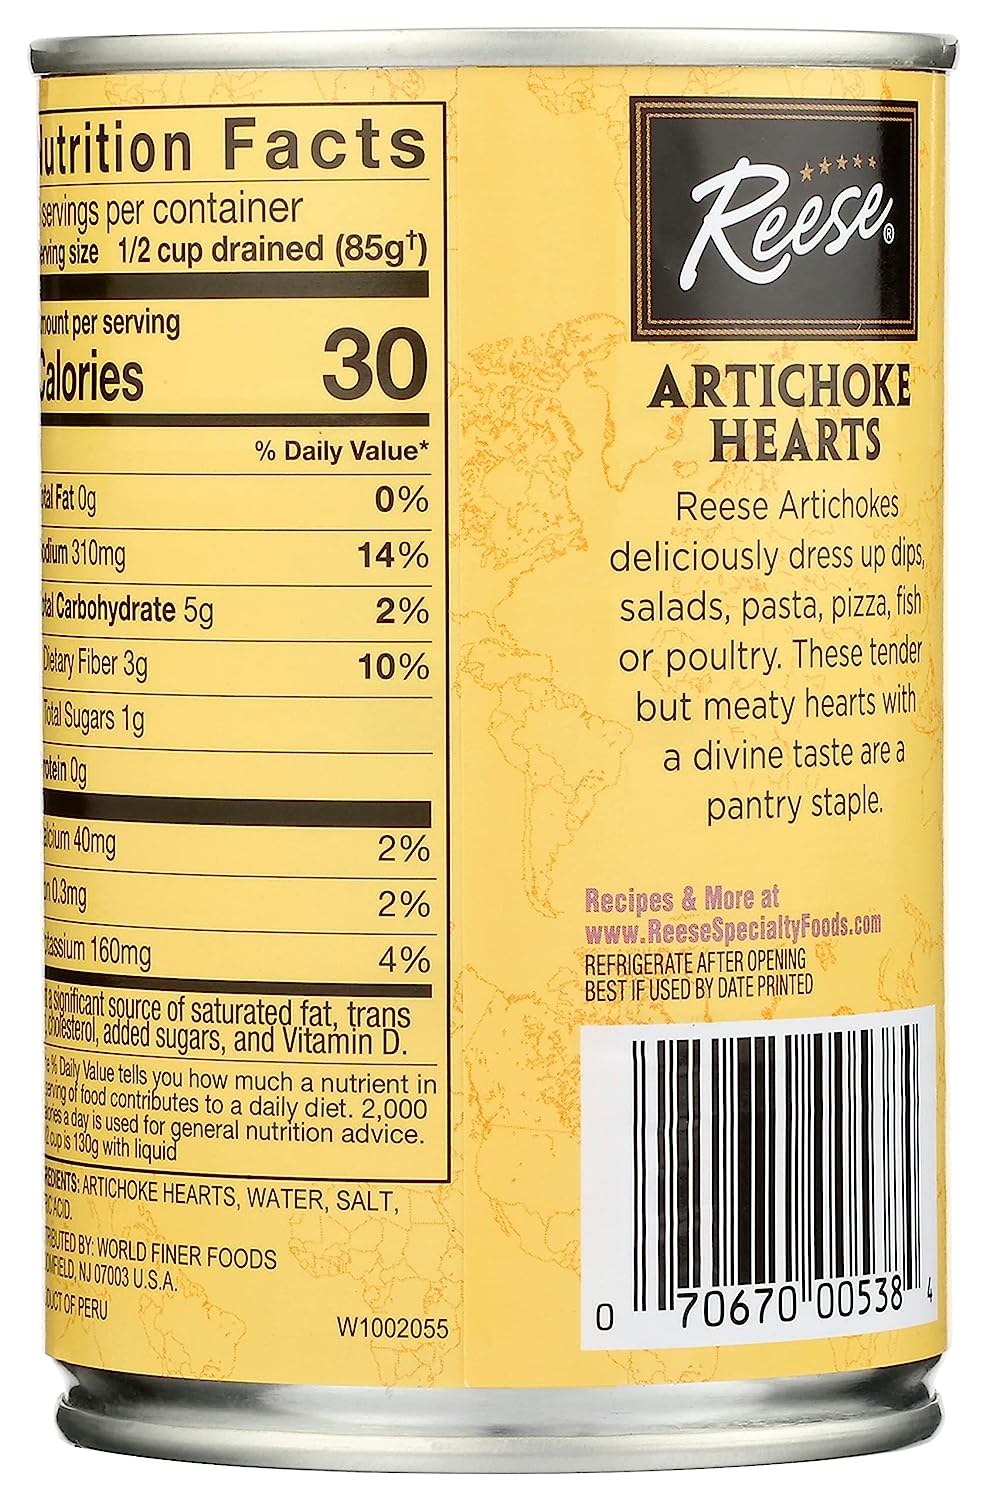 Nutrition Facts
servings per container
serving size 1/2 cup drained (85g†)
Amount per serving
Calories 30
% Daily Value*
Total Fat 0g 0%
Sodium 310mg 14%
Total Carbohydrate 5g 2%
Dietary Fiber 3g 10%
Total Sugars 1g
Protein 0g
Calcium 40mg 2%
Iron 0.3mg 2%
Potassium 160mg 4%
a significant source of saturated fat, trans
cholesterol, added sugars, and Vitamin D.
The % Daily Value tells you how much a nutrient in
serving of food contributes to a daily diet. 2,000
calories a day is used for general nutrition advice.
cup is 130g with liquid
INGREDIENTS: ARTICHOKE HEARTS, WATER, SALT,
CITRIC ACID.
DISTRIBUTED BY: WORLD FINER FOODS
BLOOMFIELD, NJ 07003 U.S.A.
PRODUCT OF PERU
W1002055
Reese®
ARTICHOKE
HEARTS
Reese Artichokes
deliciously dress up dips,
salads, pasta, pizza, fish
or poultry. These tender
but meaty hearts with
a divine taste are a
pantry staple.
Recipes & More at
www.ReeseSpecialtyFoods.com
REFRIGERATE AFTER OPENING
BEST IF USED BY DATE PRINTED
0 70670 00538 4